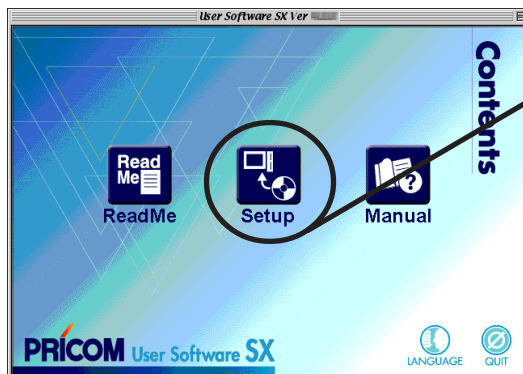 User Software SX Ver
Contents
Read
Me
ReadMe
Setup
?
Manual
PRICOM User Software SX
LANGUAGE
QUIT